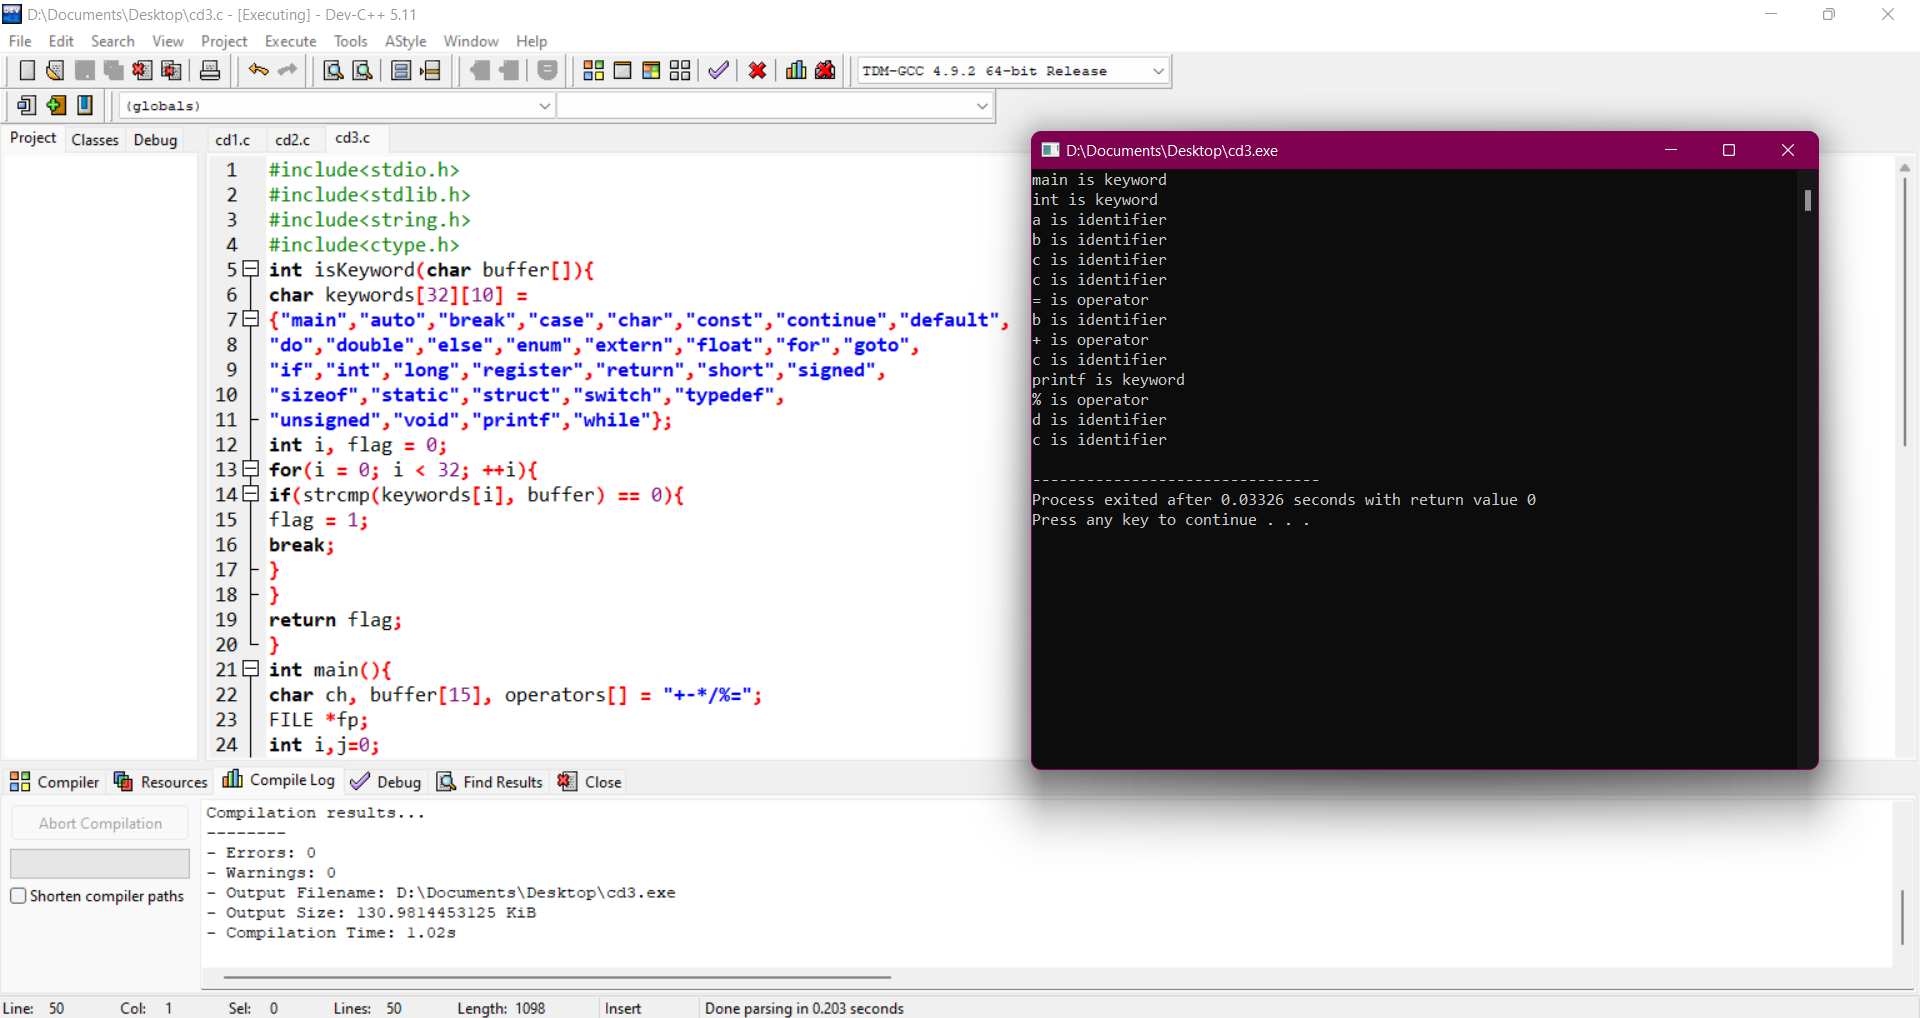 D:\Documents\Desktop\cd3.c - [Executing] - Dev-C++ 5.11
File Edit Search View Project Execute Tools AStyle Window Help
TDM-GCC 4.9.2 64-bit Release
(globals)
Project Classes Debug
cd1.c cd2.c cd3.c
1 #include<stdio.h>
2 #include<stdlib.h>
3 #include<string.h>
4 #include<ctype.h>
5 int isKeyword(char buffer[]){
6 char keywords[32][10] =
7 {"main","auto","break","case","char","const","continue","default",
8 "do","double","else","enum","extern","float","for","goto",
9 "if","int","long","register","return","short","signed",
10 "sizeof","static","struct","switch","typedef",
11 "unsigned","void","printf","while"};
12 int i, flag = 0;
13 for(i = 0; i < 32; ++i){
14 if(strcmp(keywords[i], buffer) == 0){
15 flag = 1;
16 break;
17 }
18 }
19 return flag;
20 }
21 int main(){
22 char ch, buffer[15], operators[] = "+-*/%=";
23 FILE *fp;
24 int i,j=0;
D:\Documents\Desktop\cd3.exe
main is keyword
int is keyword
a is identifier
b is identifier
c is identifier
c is identifier
= is operator
b is identifier
+ is operator
c is identifier
printf is keyword
% is operator
d is identifier
c is identifier
--------------------------------
Process exited after 0.03326 seconds with return value 0
Press any key to continue . . .
Compiler Resources Compile Log Debug Find Results Close
Abort Compilation
Shorten compiler paths
Compilation results...
--------
- Errors: 0
- Warnings: 0
- Output Filename: D:\Documents\Desktop\cd3.exe
- Output Size: 130.9814453125 KiB
- Compilation Time: 1.02s
Line: 50 Col: 1 Sel: 0 Lines: 50 Length: 1098 Insert Done parsing in 0.203 seconds